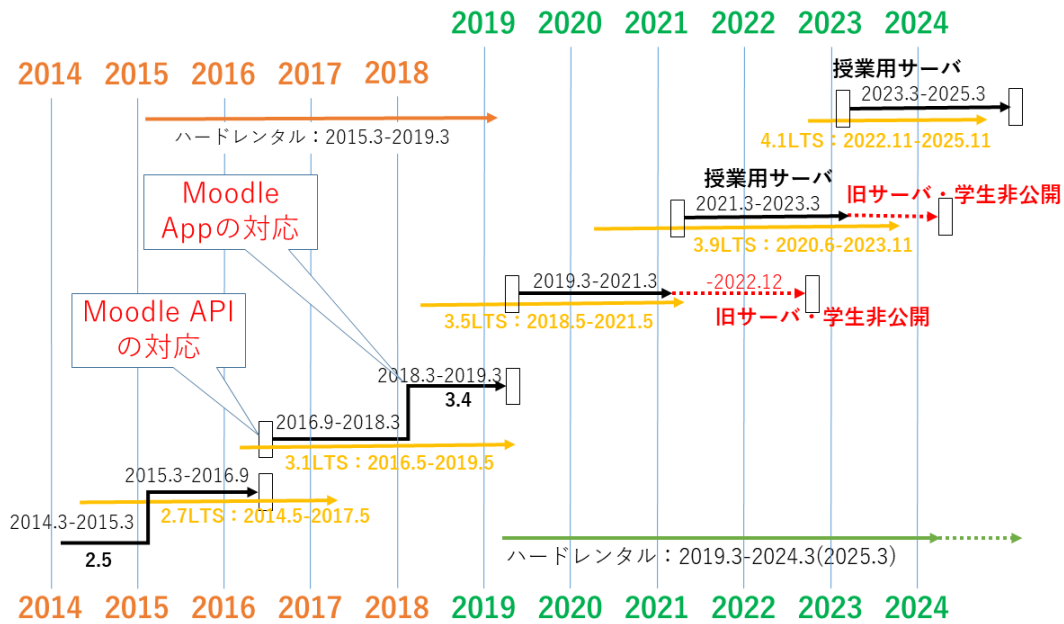 2019 2020 2021 2022 2023 2024
2014 2015 2016 2017 2018
授業用サーバ
2023.3-2025.3
ハードレンタル：2015.3-2019.3
4.1LTS：2022.11-2025.11
Moodle
Appの対応
授業用サーバ
2021.3-2023.3
旧サーバ・学生非公開
3.9LTS：2020.6-2023.11
2019.3-2021.3
-2022.12
3.5LTS：2018.5-2021.5
旧サーバ・学生非公開
Moodle API
の対応
2018.3-2019.3
3.4
2016.9-2018.3
3.1LTS：2016.5-2019.5
2015.3-2016.9
2.7LTS：2014.5-2017.5
2014.3-2015.3
2.5
ハードレンタル：2019.3-2024.3(2025.3)
2014 2015 2016 2017 2018 2019 2020 2021 2022 2023 2024